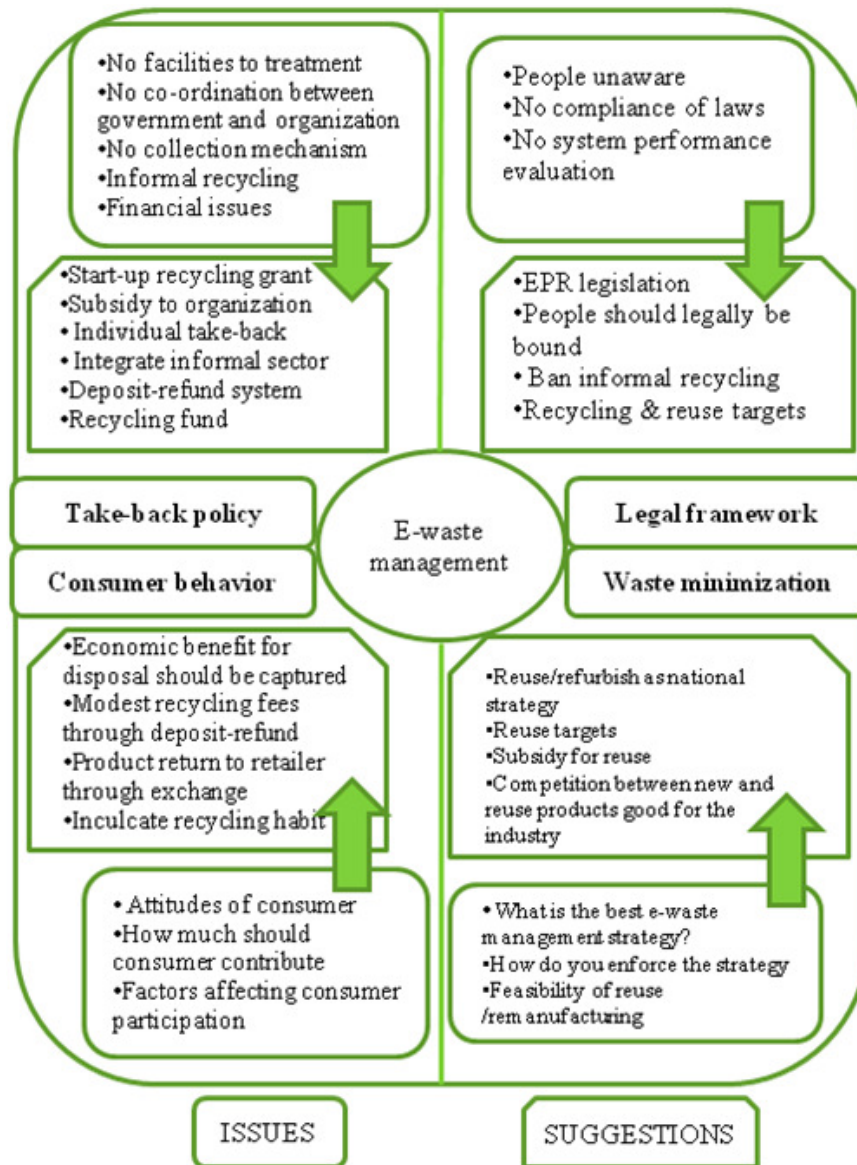 •No facilities to treatment
•No co-ordination between
government and organization
•No collection mechanism
•Informal recycling
•Financial issues
•People unaware
•No compliance of laws
•No system performance
evaluation
•Start-up recycling grant
•Subsidy to organization
• Individual take-back
• Integrate informal sector
•Deposit-refund system
•Recycling fund
•EPR legislation
•People should legally be
bound
• Ban informal recycling
•Recycling & reuse targets
Take-back policy
Consumer behavior
E-waste
management
Legal framework
Waste minimization
•Economic benefit for
disposal should be captured
•Modest recycling fees
through deposit-refund
•Product return to retailer
through exchange
•Inculcate recycling habit
•Reuse/refurbish as national
strategy
•Reuse targets
•Subsidy for reuse
•Competition between new and
reuse products good for the
industry
• Attitudes of consumer
•How much should
consumer contribute
•Factors affecting consumer
participation
•What is the best e-waste
management strategy?
•How do you enforce the strategy
•Feasibility of reuse
/remanufacturing
ISSUES
SUGGESTIONS